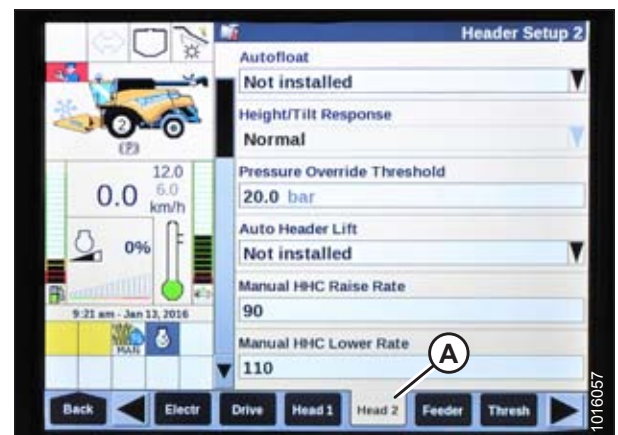 Header Setup 2
Autofloat
Not installed
Height/Tilt Response
Normal
Pressure Override Threshold
20.0 bar
Auto Header Lift
Not installed
Manual HHC Raise Rate
90
Manual HHC Lower Rate
110
2
(P)
12.0
0.0 6.0
km/h
0%
9:21 am - Jan 13, 2016
MAN
A
Back Electr Drive Head 1 Head 2 Feeder Thresh
1016057